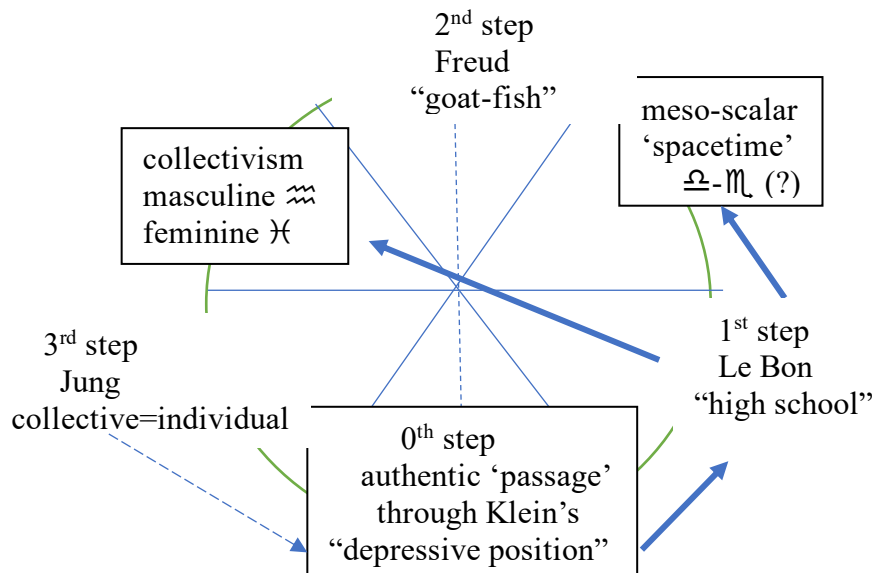 2nd step
Freud
“goat-fish”
meso-scalar
‘spacetime’
♎-♏ (?)
collectivism
masculine ♒
feminine ♓
3rd step
Jung
collective=individual
1st step
Le Bon
“high school”
0th step
authentic ‘passage’
through Klein’s
“depressive position”